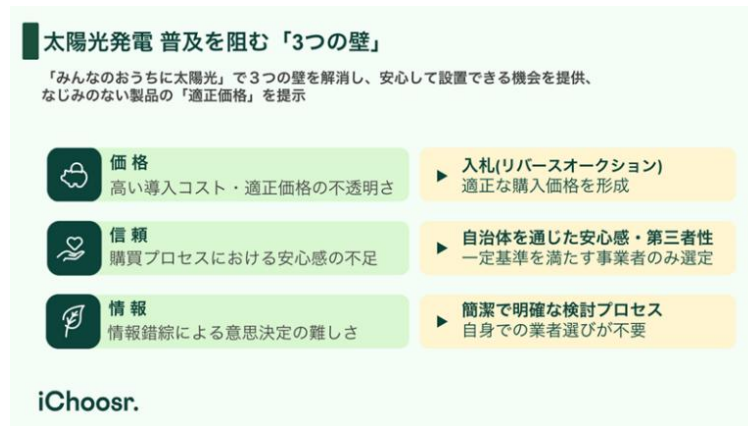 太陽光発電 普及を阻む「3つの壁」
「みんなのおうちに太陽光」で３つの壁を解消し、安心して設置できる機会を提供、
なじみのない製品の「適正価格」を提示
価 格
高い導入コスト・適正価格の不透明さ
▶ 入札(リバースオークション)
適正な購入価格を形成
信 頼
購買プロセスにおける安心感の不足
▶ 自治体を通じた安心感・第三者性
一定基準を満たす事業者のみ選定
情 報
情報錯綜による意思決定の難しさ
▶ 簡潔で明確な検討プロセス
自身での業者選びが不要
iChoosr.